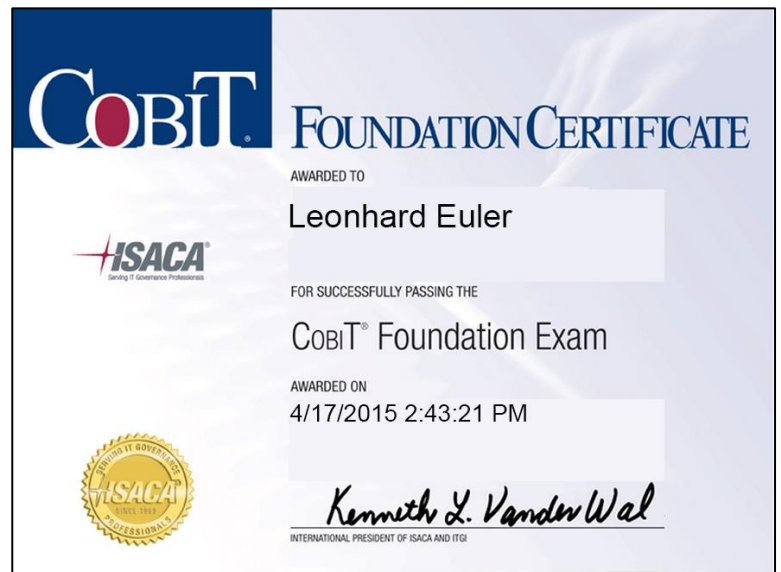 COBIT®
FOUNDATION CERTIFICATE
AWARDED TO
Leonhard Euler
ISACA®
Serving IT Governance Professionals
FOR SUCCESSFULLY PASSING THE
COBIT® Foundation Exam
AWARDED ON
4/17/2015 2:43:21 PM
SERVING IT GOVERNANCE
ISACA
SINCE 1969
PROFESSIONALS
Kenneth L. Vander Wal
INTERNATIONAL PRESIDENT OF ISACA AND ITGI